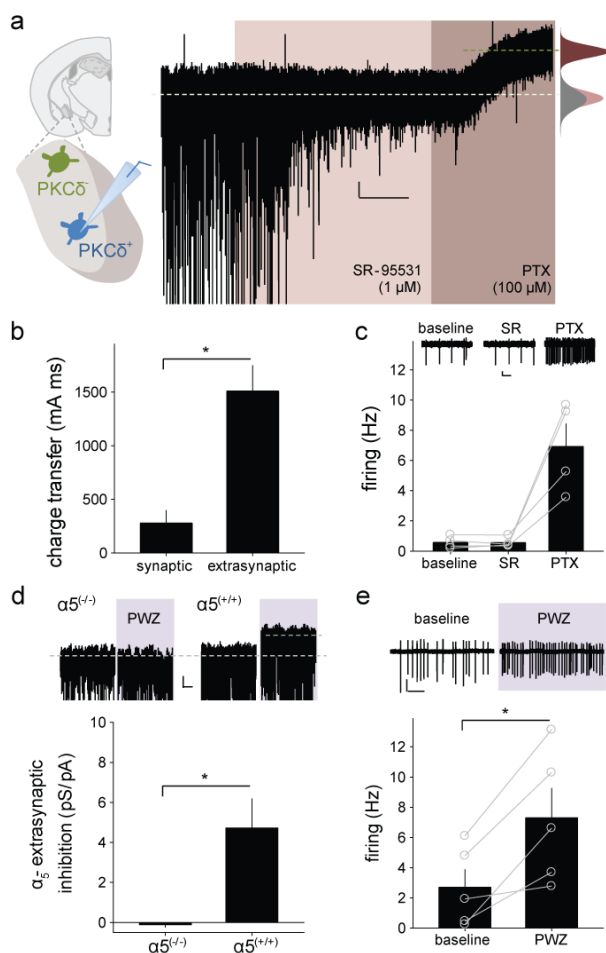 a
PKCδ⁻
PKCδ⁺
SR-95531
(1 µM)
PTX
(100 µM)
b
*
charge transfer (mA ms)
1500
1000
500
0
synaptic
extrasynaptic
c
baseline
SR
PTX
firing (Hz)
12
10
8
6
4
2
0
baseline
SR
PTX
d
α5⁽⁻/⁻⁾
PWZ
α5⁽⁺/⁺⁾
*
α₅- extrasynaptic
inhibition (pS/pA)
10
8
6
4
2
0
α5⁽⁻/⁻⁾
α5⁽⁺/⁺⁾
e
baseline
PWZ
*
firing (Hz)
12
10
8
6
4
2
0
baseline
PWZ